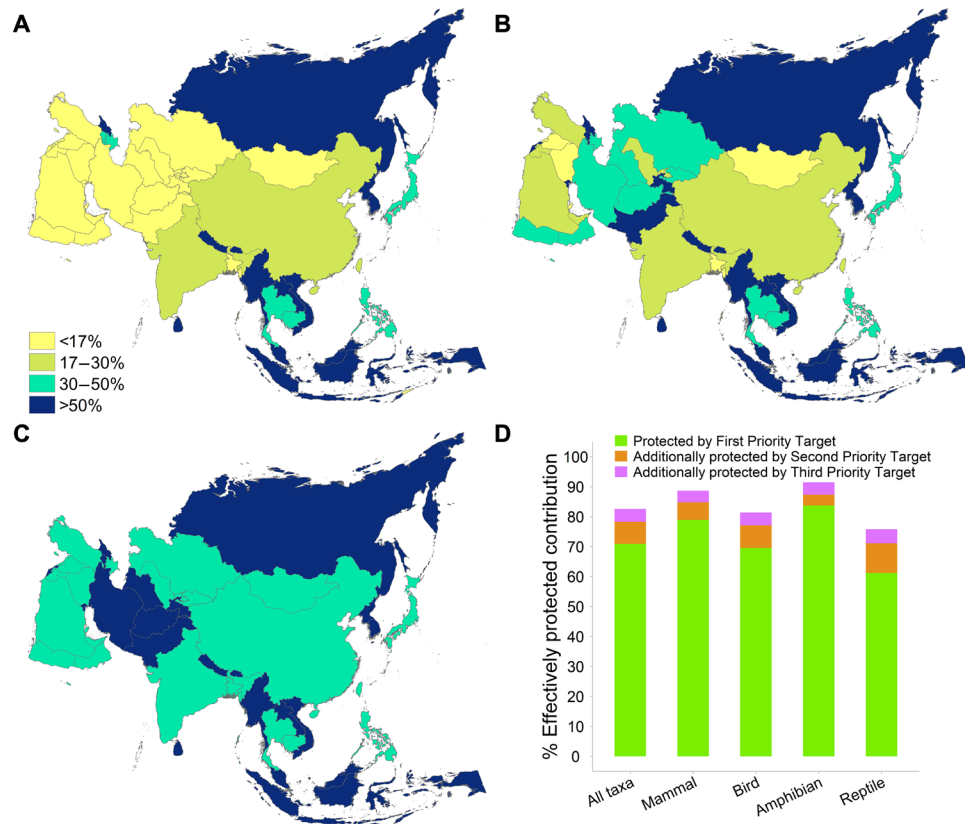 A
B
<17%
17–30%
30–50%
>50%
C
D
Protected by First Priority Target
Additionally protected by Second Priority Target
Additionally protected by Third Priority Target
% Effectively protected contribution
100
90
80
70
60
50
40
30
20
10
0
All taxa
Mammal
Bird
Amphibian
Reptile